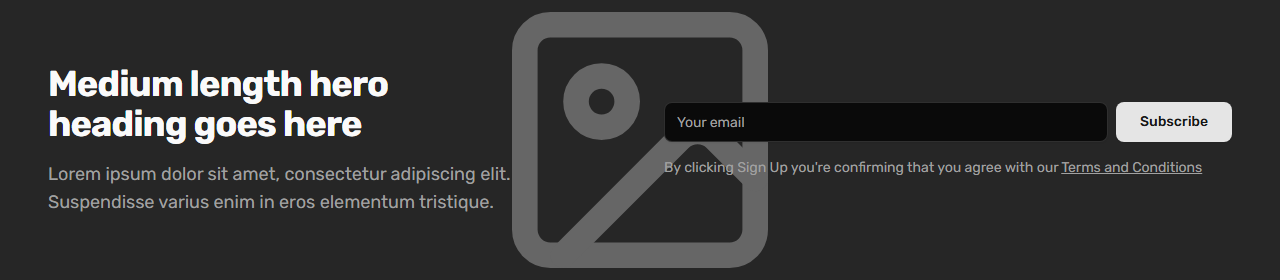 Medium length hero
heading goes here
Lorem ipsum dolor sit amet, consectetur adipiscing elit.
Suspendisse varius enim in eros elementum tristique.
Your email
Subscribe
By clicking Sign Up you're confirming that you agree with our Terms and Conditions